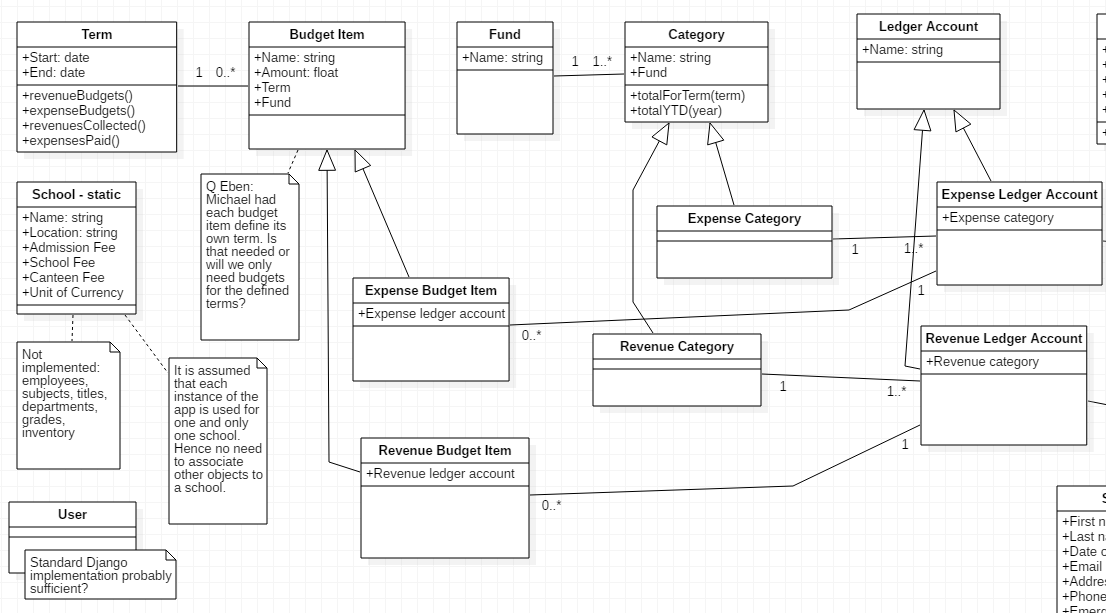 Term
+Start: date
+End: date
+revenueBudgets()
+expenseBudgets()
+revenuesCollected()
+expensesPaid()
1 0..*
Budget Item
+Name: string
+Amount: float
+Term
+Fund
Fund
+Name: string
1 1..*
Category
+Name: string
+Fund
+totalForTerm(term)
+totalYTD(year)
Ledger Account
+Name: string
School - static
+Name: string
+Location: string
+Admission Fee
+School Fee
+Canteen Fee
+Unit of Currency
Q Eben:
Michael had
each budget
item define its
own term. Is
that needed or
will we only
need budgets
for the defined
terms?
Expense Category
1
1..*
Expense Ledger Account
+Expense category
1
Expense Budget Item
+Expense ledger account
0..*
Revenue Category
1
1..*
Revenue Ledger Account
+Revenue category
1
Not
implemented:
employees,
subjects, titles,
departments,
grades,
inventory
It is assumed
that each
instance of the
app is used for
one and only
one school.
Hence no need
to associate
other objects to
a school.
Revenue Budget Item
+Revenue ledger account
0..*
User
Standard Django
implementation probably
sufficient?
S
+First n
+Last n
+Date o
+Email
+Addre
+Phone
+Emerg